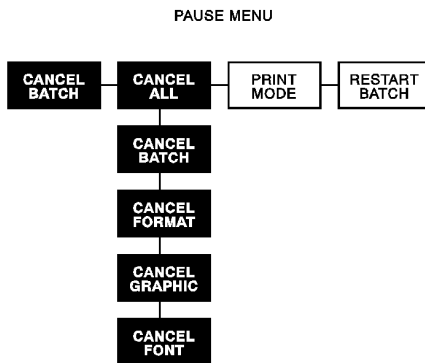 PAUSE MENU
CANCEL
BATCH
CANCEL
ALL
PRINT
MODE
RESTART
BATCH
CANCEL
BATCH
CANCEL
FORMAT
CANCEL
GRAPHIC
CANCEL
FONT